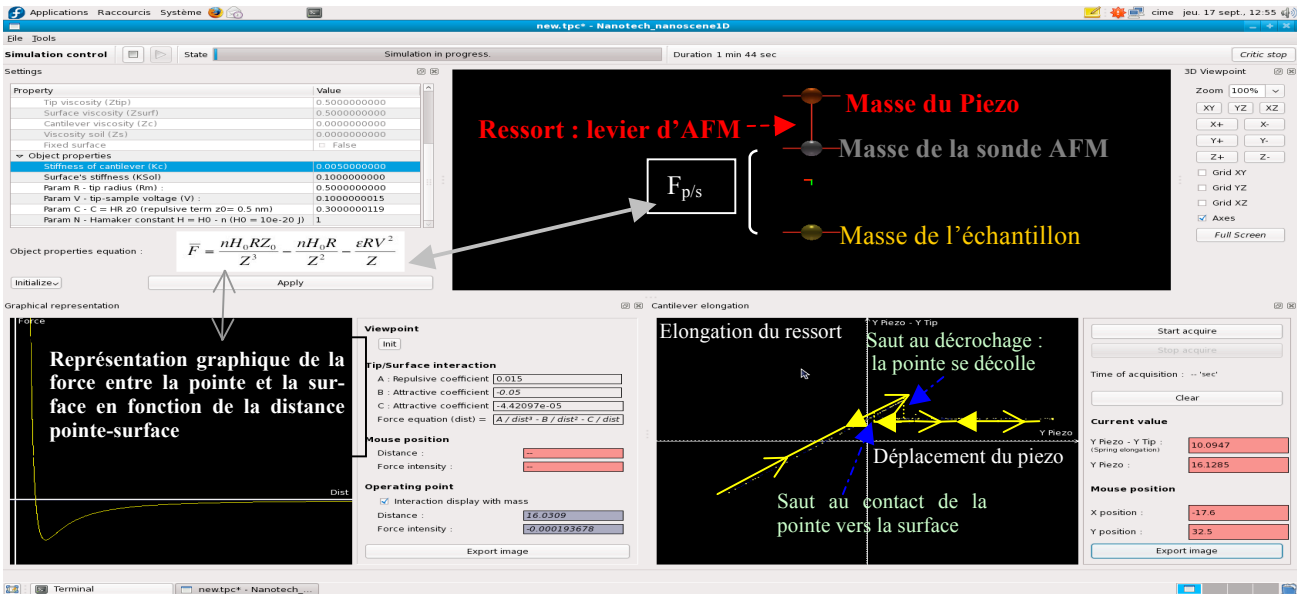 Applications Raccourcis Système
cime jeu. 17 sept., 12:55
new.tpc* - Nanotech_nanoscene1D
File Tools
Simulation control
State
Simulation in progress.
Duration 1 min 44 sec
Critic stop
Settings
Property Value
Tip viscosity (Ztip) 0.5000000000
Surface viscosity (Zsurf) 0.5000000000
Cantilever viscosity (Zc) 0.0000000000
Viscosity soil (Zs) 0.0000000000
Fixed surface False
Object properties
Stiffness of cantilever (Kc) 0.0050000000
Surface's stiffness (KSol) 0.1000000000
Param R - tip radius (Rm) : 0.5000000000
Param V - tip-sample voltage (V) : 0.1000000015
Param C - C = HR z0 (repulsive term z0= 0.5 nm) 0.3000000119
Param N - Hamaker constant H = H0 - n (H0 = 10e-20 J) 1
Object properties equation :
F̅ = nH₀RZ₀/Z³ - nH₀R/Z² - εRV²/Z
Initialize
Apply
Masse du Piezo
Ressort : levier d'AFM
Masse de la sonde AFM
Fp/s
Masse de l'échantillon
3D Viewpoint
Zoom 100%
XY YZ XZ
X+ X-
Y+ Y-
Z+ Z-
Grid XY
Grid YZ
Grid XZ
Axes
Full Screen
Graphical representation
Force
Représentation graphique de la
force entre la pointe et la sur-
face en fonction de la distance
pointe-surface
Dist
Viewpoint
Init
Tip/Surface interaction
A : Repulsive coefficient 0.015
B : Attractive coefficient -0.05
C : Attractive coefficient -4.42097e-05
Force equation (dist) = A / dist³ - B / dist² - C / dist
Mouse position
Distance : --
Force intensity : --
Operating point
Interaction display with mass
Distance : 16.0309
Force intensity : -0.000193678
Export image
Cantilever elongation
Elongation du ressort
Y Piezo - Y Tip
Saut au décrochage :
la pointe se décolle
Y Piezo
Déplacement du piezo
Saut au contact de la
pointe vers la surface
Start acquire
Stop acquire
Time of acquisition : -- 'sec'
Clear
Current value
Y Piezo - Y Tip : 10.0947
(Spring elongation)
Y Piezo : 16.1285
Mouse position
X position : -17.6
Y position : 32.5
Export image
Terminal
new.tpc* - Nanotech_...